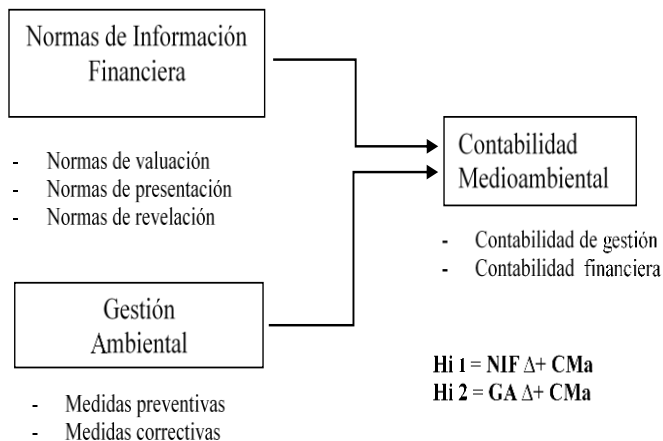 Normas de Información
Financiera
- Normas de valuación
- Normas de presentación
- Normas de revelación
Gestión
Ambiental
- Medidas preventivas
- Medidas correctivas
Contabilidad
Medioambiental
- Contabilidad de gestión
- Contabilidad financiera
Hi 1 = NIF Δ+ CMa
Hi 2 = GA Δ+ CMa